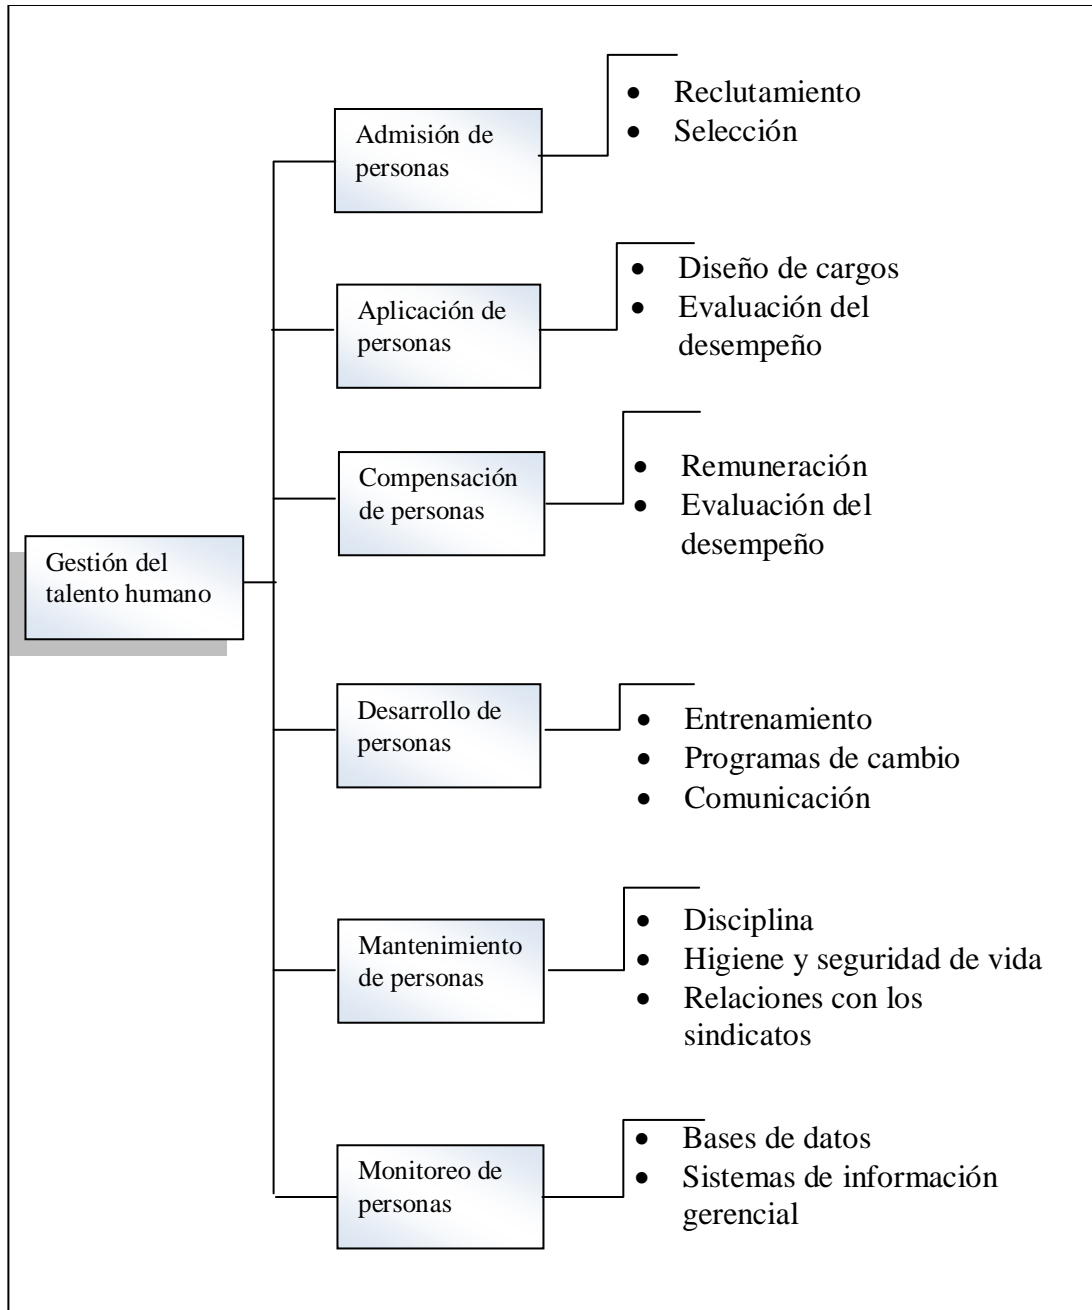 Gestión del
talento humano
Admisión de
personas
• Reclutamiento
• Selección
Aplicación de
personas
• Diseño de cargos
• Evaluación del
desempeño
Compensación
de personas
• Remuneración
• Evaluación del
desempeño
Desarrollo de
personas
• Entrenamiento
• Programas de cambio
• Comunicación
Mantenimiento
de personas
• Disciplina
• Higiene y seguridad de vida
• Relaciones con los
sindicatos
Monitoreo de
personas
• Bases de datos
• Sistemas de información
gerencial